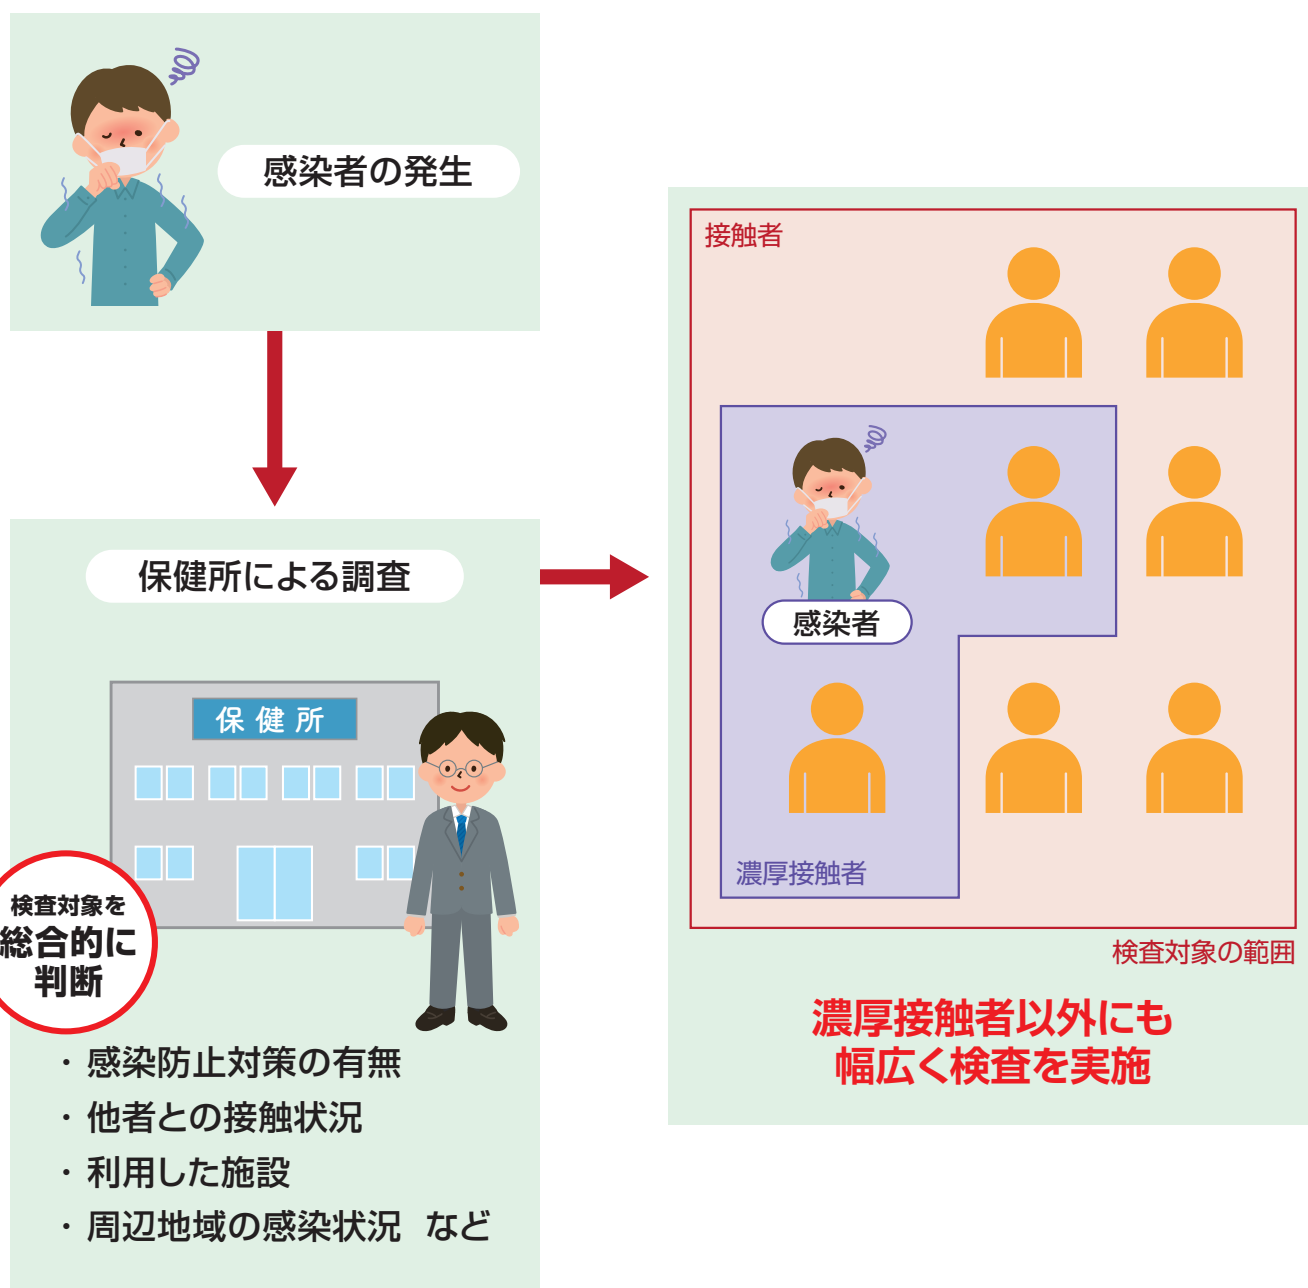 感染者の発生
保健所による調査
保健所
検査対象を
総合的に
判断
・感染防止対策の有無
・他者との接触状況
・利用した施設
・周辺地域の感染状況 など
接触者
感染者
濃厚接触者
検査対象の範囲
濃厚接触者以外にも
幅広く検査を実施